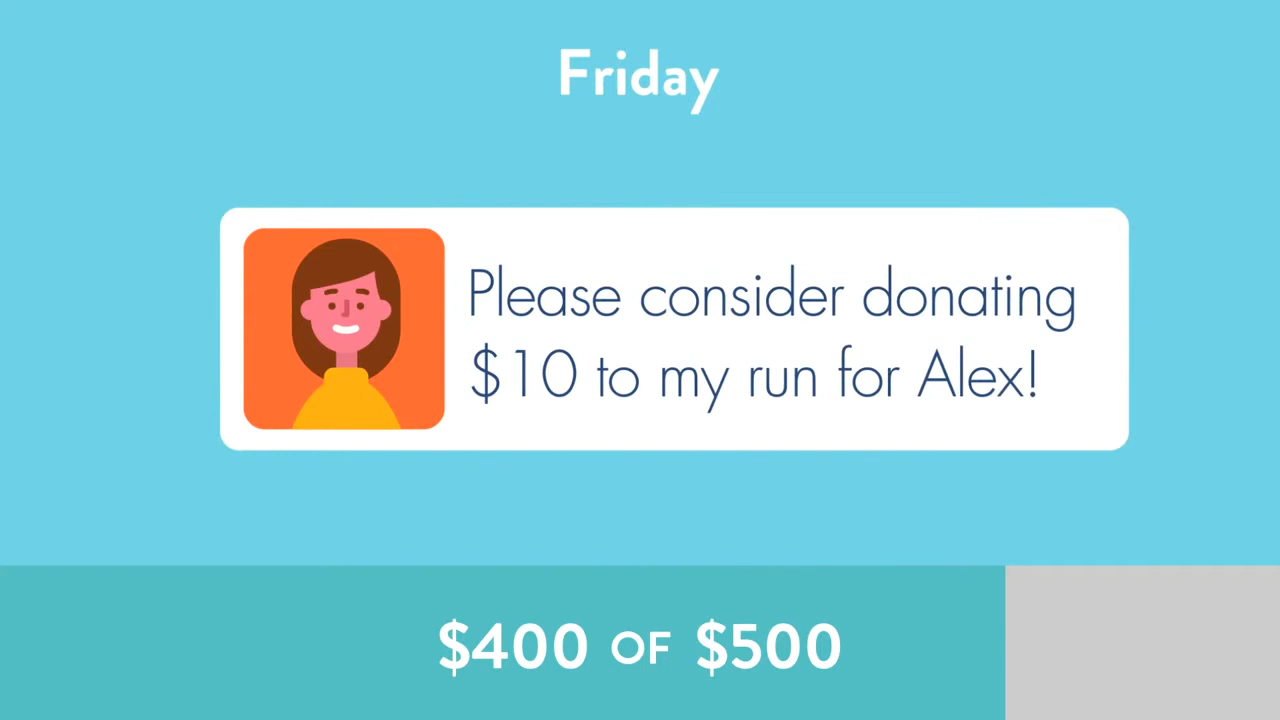 Friday
Please consider donating
$10 to my run for Alex!
$400 OF $500